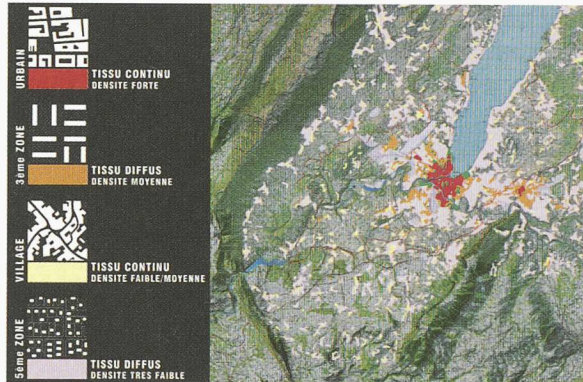 URBAIN
TISSU CONTINU
DENSITE FORTE
3ème ZONE
TISSU DIFFUS
DENSITE MOYENNE
VILLAGE
TISSU CONTINU
DENSITE FAIBLE/MOYENNE
5ème ZONE
TISSU DIFFUS
DENSITE TRES FAIBLE